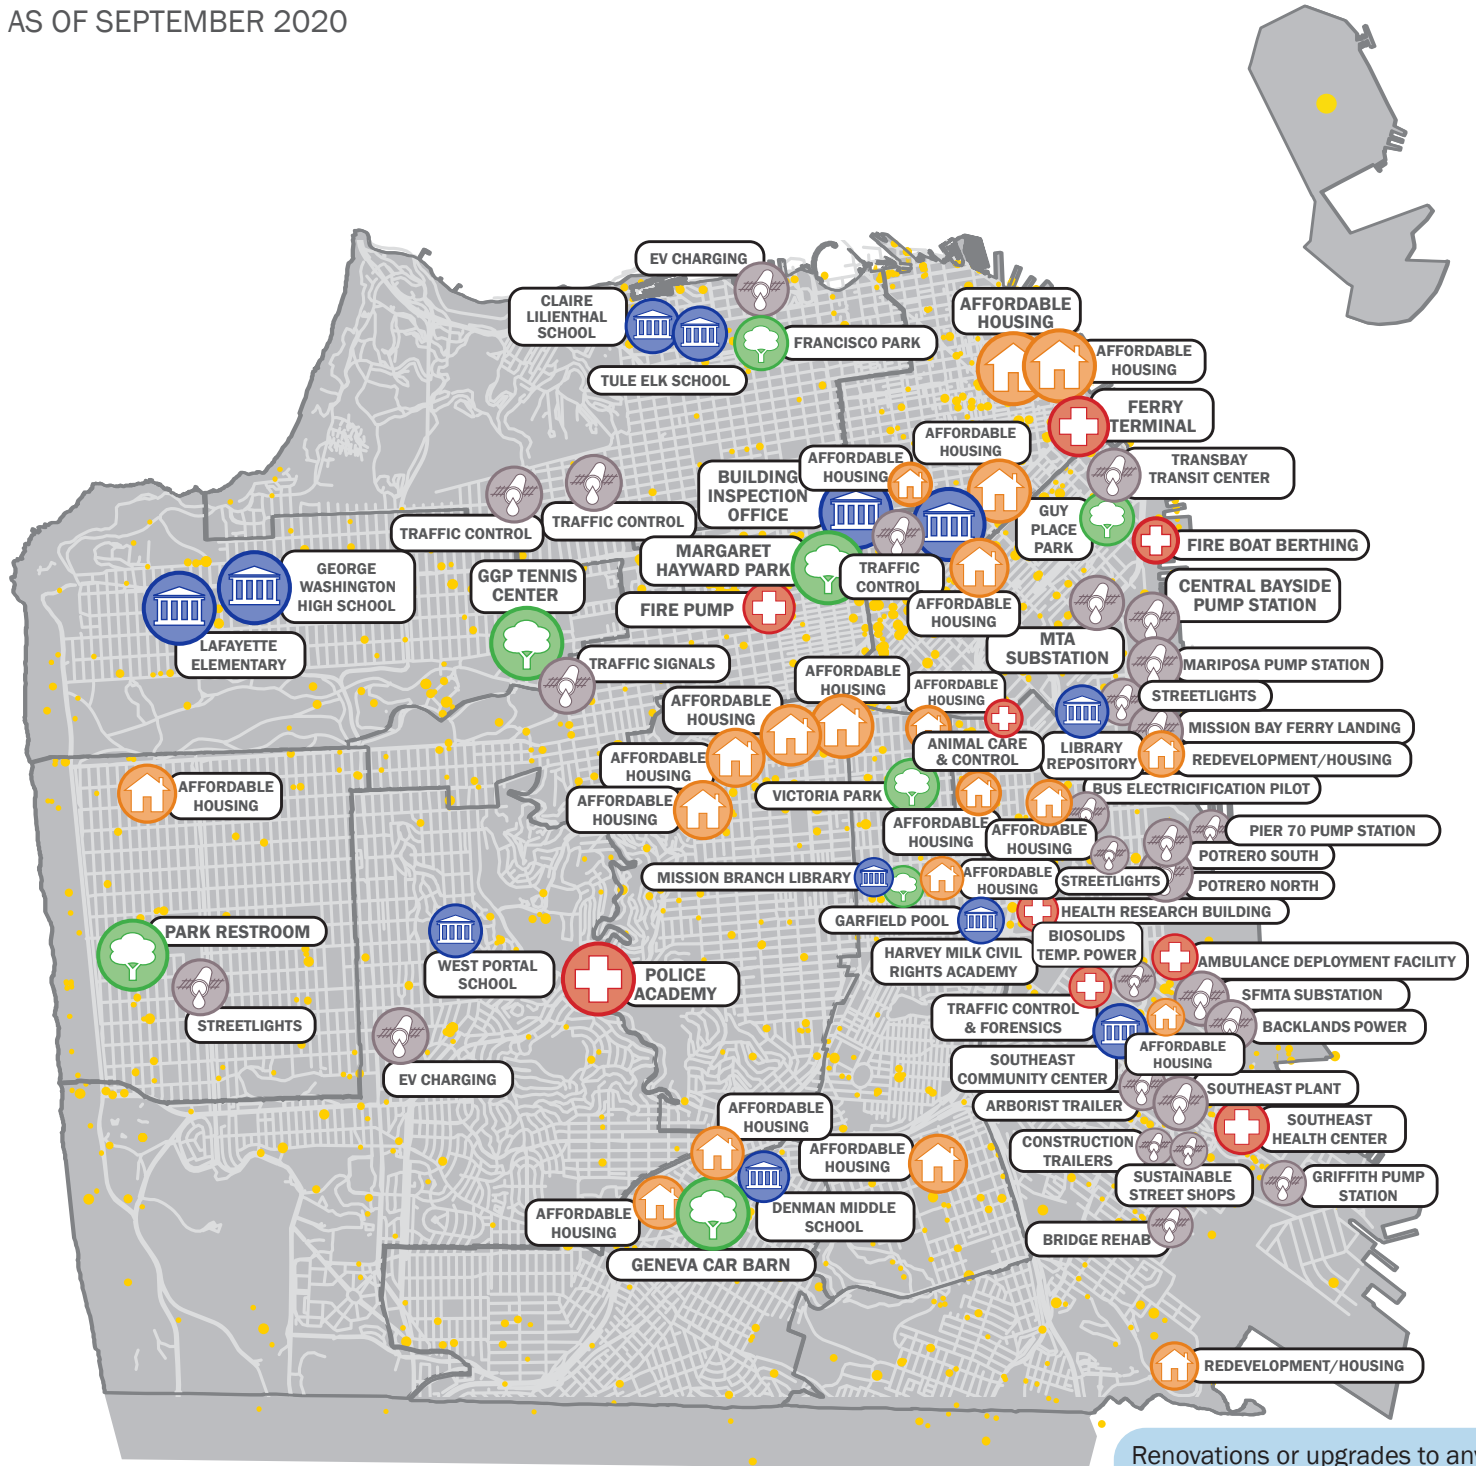 AS OF SEPTEMBER 2020
EV CHARGING
CLAIRE
LILIENTHAL
SCHOOL
FRANCISCO PARK
TULE ELK SCHOOL
AFFORDABLE
HOUSING
AFFORDABLE
HOUSING
FERRY
TERMINAL
AFFORDABLE
HOUSING
AFFORDABLE
HOUSING
BUILDING
INSPECTION
OFFICE
TRANSBAY
TRANSIT CENTER
TRAFFIC CONTROL
TRAFFIC CONTROL
GUY
PLACE
PARK
FIRE BOAT BERTHING
MARGARET
HAYWARD PARK
TRAFFIC
CONTROL
GEORGE
WASHINGTON
HIGH SCHOOL
GGP TENNIS
CENTER
FIRE PUMP
AFFORDABLE
HOUSING
CENTRAL BAYSIDE
PUMP STATION
LAFAYETTE
ELEMENTARY
MTA
SUBSTATION
TRAFFIC SIGNALS
MARIPOSA PUMP STATION
AFFORDABLE
HOUSING
AFFORDABLE
HOUSING
STREETLIGHTS
AFFORDABLE
HOUSING
MISSION BAY FERRY LANDING
ANIMAL CARE
& CONTROL
LIBRARY
REPOSITORY
REDEVELOPMENT/HOUSING
AFFORDABLE
HOUSING
BUS ELECTRICIFICATION PILOT
AFFORDABLE
HOUSING
VICTORIA PARK
AFFORDABLE
HOUSING
AFFORDABLE
HOUSING
AFFORDABLE
HOUSING
PIER 70 PUMP STATION
POTRERO SOUTH
MISSION BRANCH LIBRARY
AFFORDABLE
HOUSING
STREETLIGHTS
POTRERO NORTH
GARFIELD POOL
HEALTH RESEARCH BUILDING
PARK RESTROOM
HARVEY MILK CIVIL
RIGHTS ACADEMY
BIOSOLIDS
TEMP. POWER
AMBULANCE DEPLOYMENT FACILITY
WEST PORTAL
SCHOOL
POLICE
ACADEMY
SFMTA SUBSTATION
TRAFFIC CONTROL
& FORENSICS
STREETLIGHTS
BACKLANDS POWER
AFFORDABLE
HOUSING
SOUTHEAST
COMMUNITY CENTER
EV CHARGING
SOUTHEAST PLANT
ARBORIST TRAILER
AFFORDABLE
HOUSING
SOUTHEAST
HEALTH CENTER
CONSTRUCTION
TRAILERS
AFFORDABLE
HOUSING
SUSTAINABLE
STREET SHOPS
GRIFFITH PUMP
STATION
AFFORDABLE
HOUSING
DENMAN MIDDLE
SCHOOL
BRIDGE REHAB
GENEVA CAR BARN
REDEVELOPMENT/HOUSING
Renovations or upgrades to any